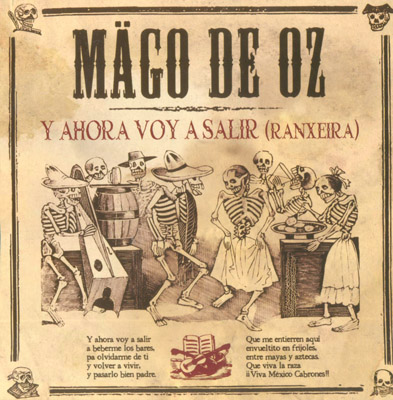 MÄGO DE OZ
Y AHORA VOY A SALIR (RANXEIRA)
Y ahora voy a salir
a beberme los bares,
pa olvidarme de ti
y volver a vivir,
y pasarlo bien padre.
Que me entierren aquí
envueltito en frijoles,
entre mayas y aztecas.
Que viva la raza
¡¡Viva México Cabrones!!